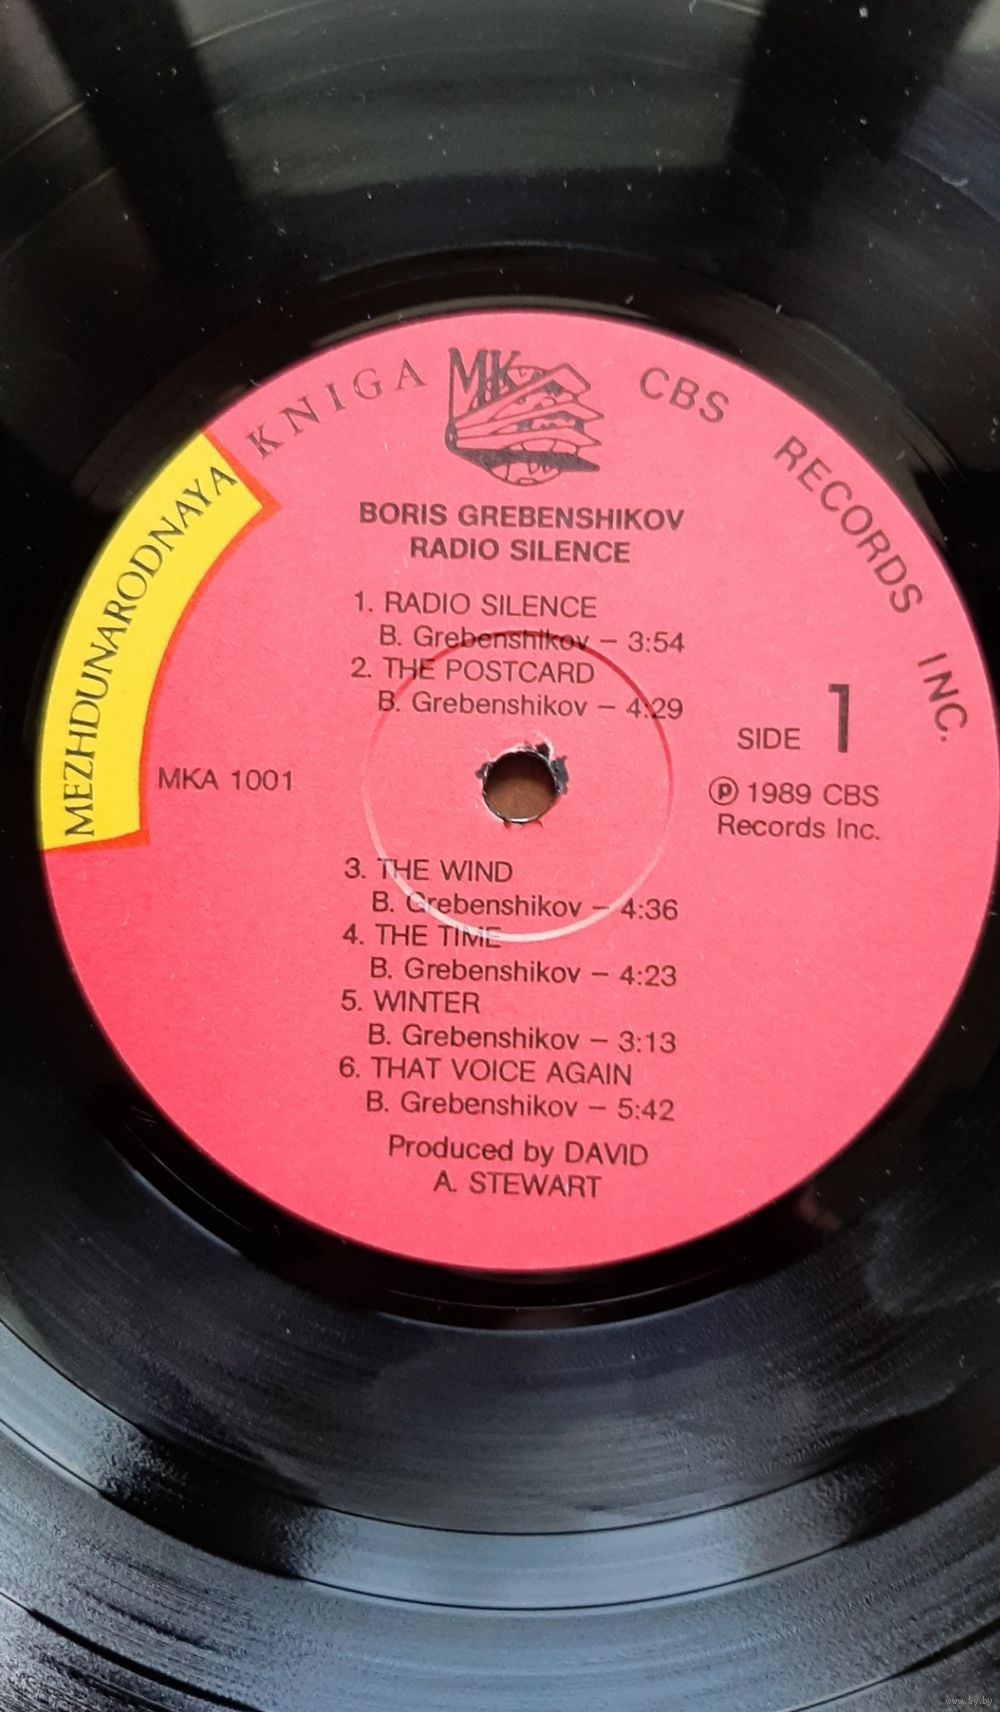 MEZHDUNARODNAYA KNIGA
MK
CBS RECORDS INC.
BORIS GREBENSHIKOV
RADIO SILENCE
1. RADIO SILENCE
B. Grebenshikov – 3:54
2. THE POSTCARD
B. Grebenshikov – 4:29
SIDE 1
MKA 1001
℗ 1989 CBS
Records Inc.
3. THE WIND
B. Grebenshikov – 4:36
4. THE TIME
B. Grebenshikov – 4:23
5. WINTER
B. Grebenshikov – 3:13
6. THAT VOICE AGAIN
B. Grebenshikov – 5:42
Produced by DAVID
A. STEWART
www.ay.by